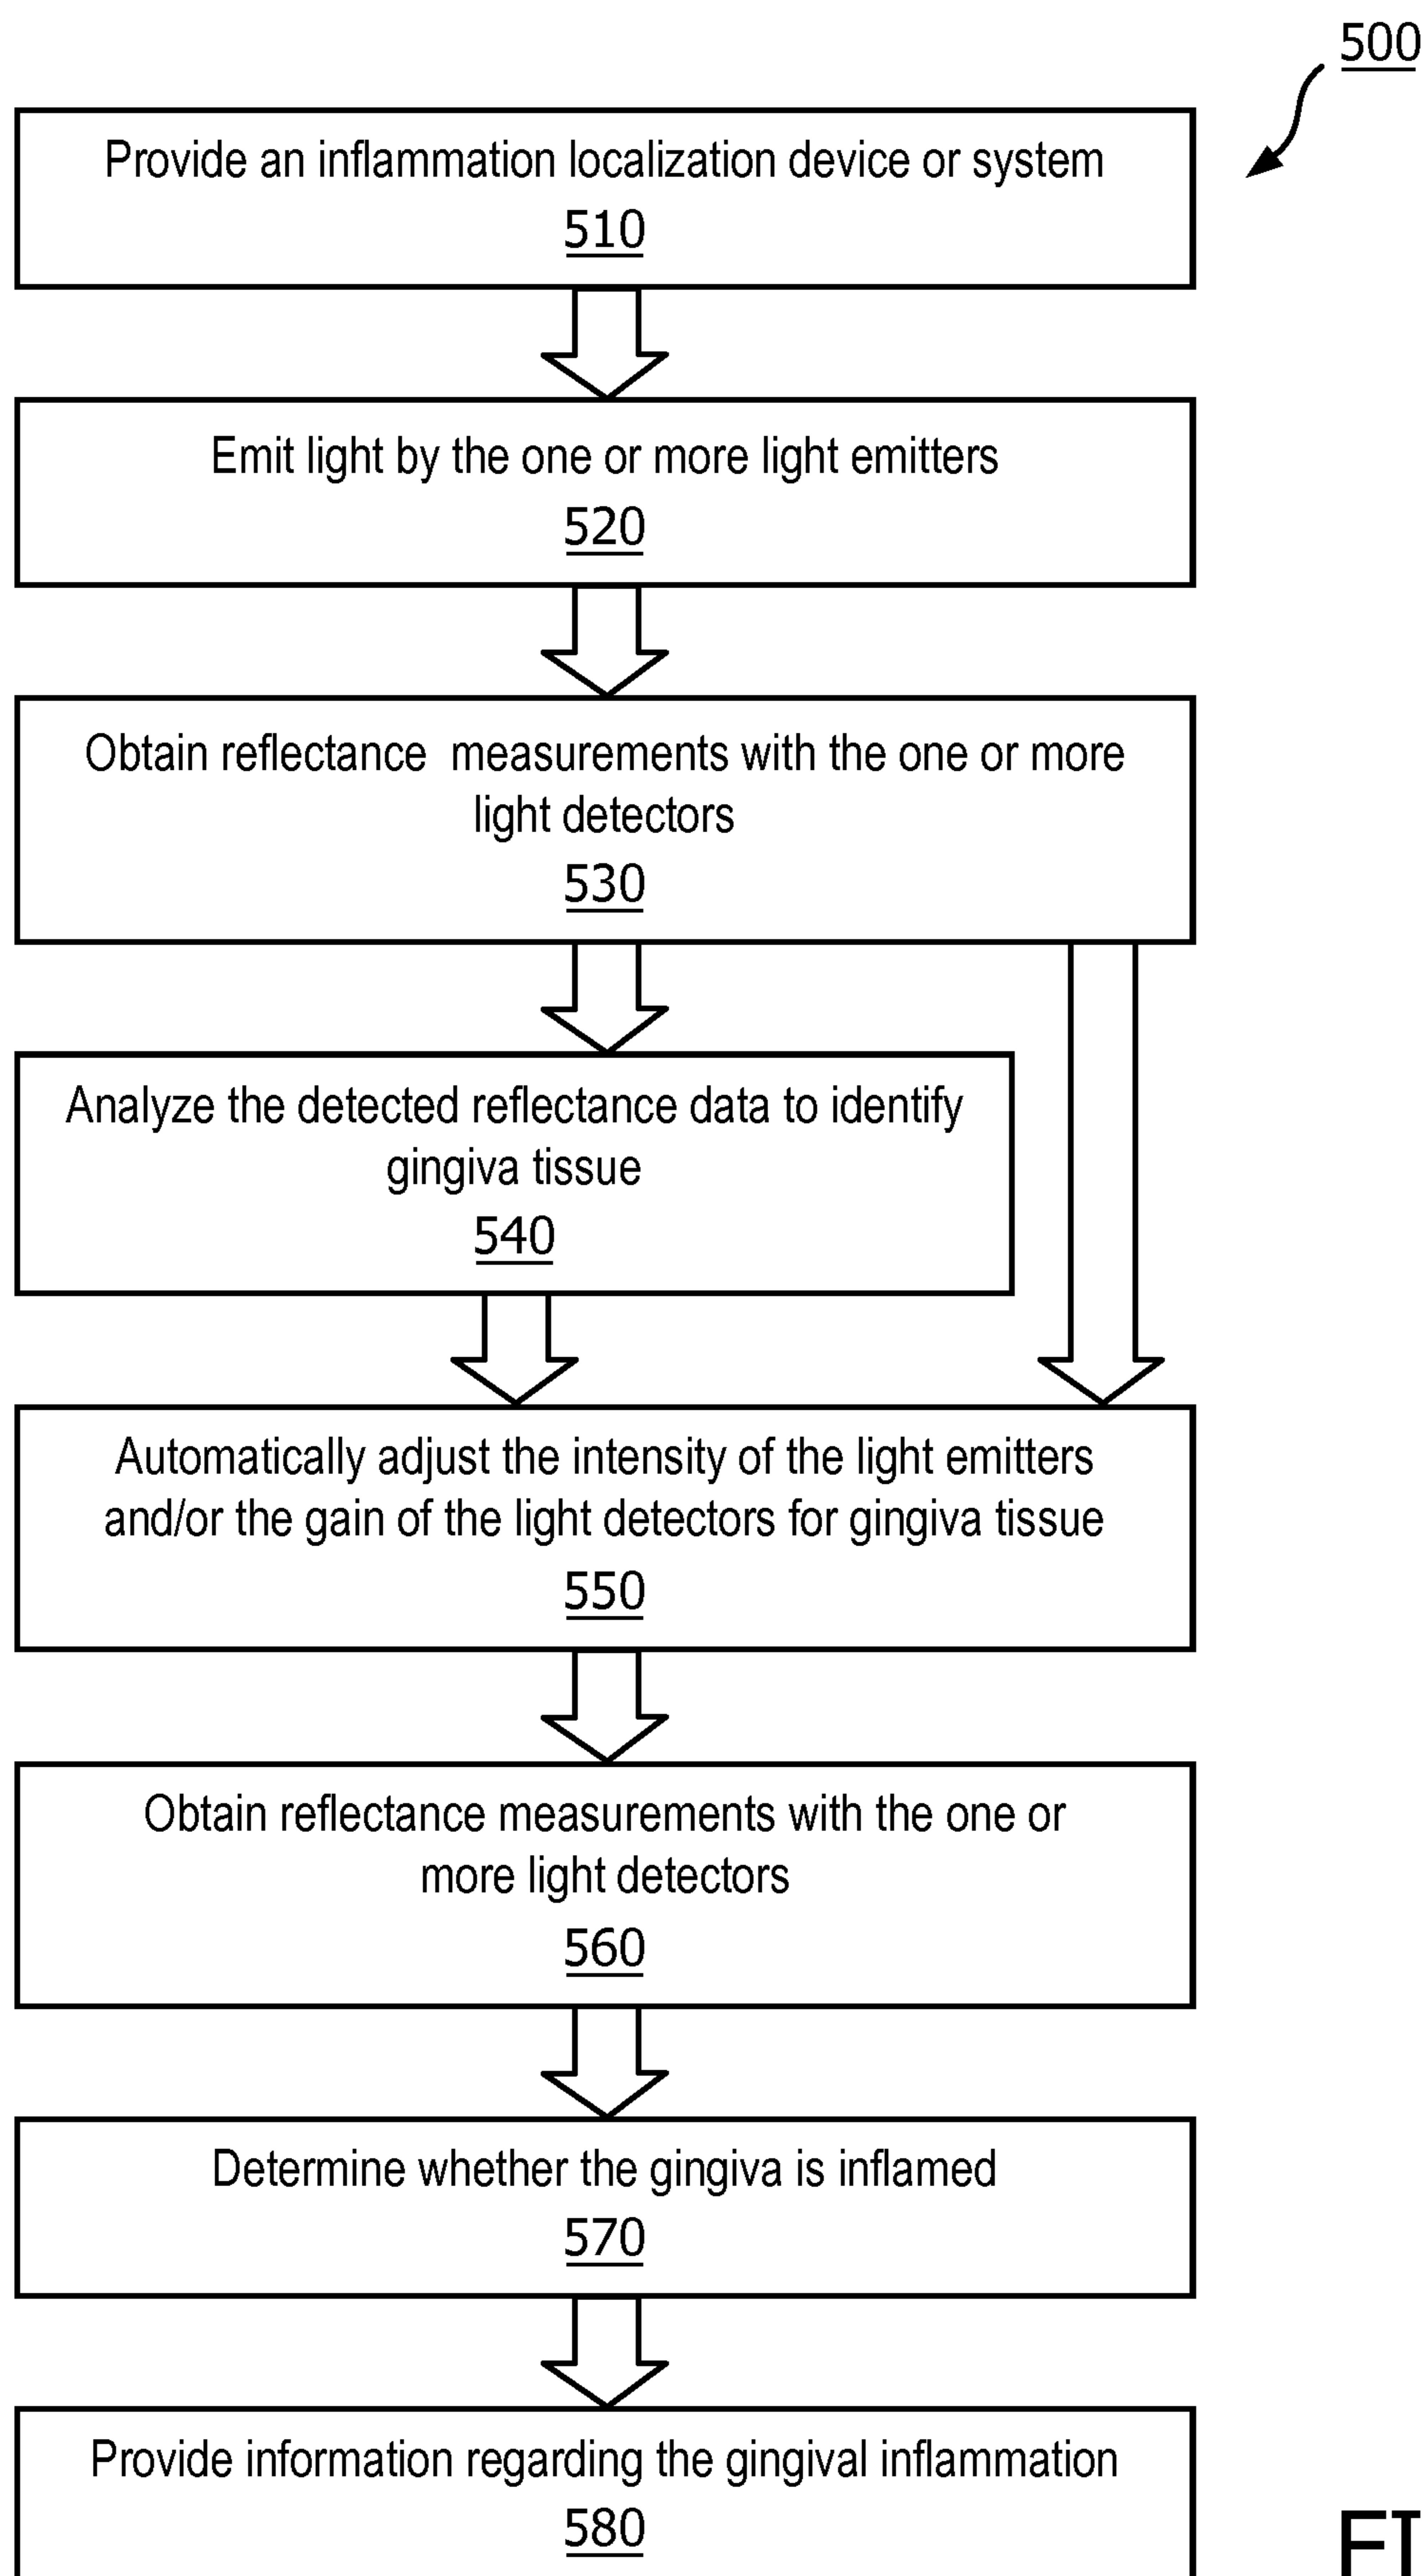 500
Provide an inflammation localization device or system
510
Emit light by the one or more light emitters
520
Obtain reflectance measurements with the one or more
light detectors
530
Analyze the detected reflectance data to identify
gingiva tissue
540
Automatically adjust the intensity of the light emitters
and/or the gain of the light detectors for gingiva tissue
550
Obtain reflectance measurements with the one or
more light detectors
560
Determine whether the gingiva is inflamed
570
Provide information regarding the gingival inflammation
580